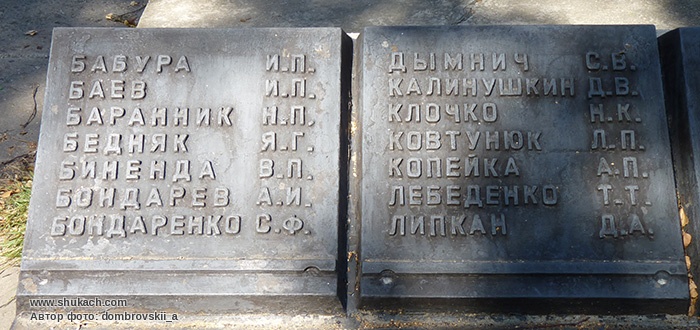 БАБУРА И.П.
БАЕВ И.П.
БАРАННИК Н.П.
БЕДНЯК Я.Г.
БИНЕНДА В.П.
БОНДАРЕВ А.И.
БОНДАРЕНКО С.Ф.
ДЫМНИЧ С.В.
КАЛИНУШКИН Д.В.
КЛОЧКО Н.К.
КОВТУНЮК Л.П.
КОПЕЙКА А.П.
ЛЕБЕДЕНКО Т.Т.
ЛИПКАН Д.А.
www.shukach.com
Автор фото: dombrovskii_a